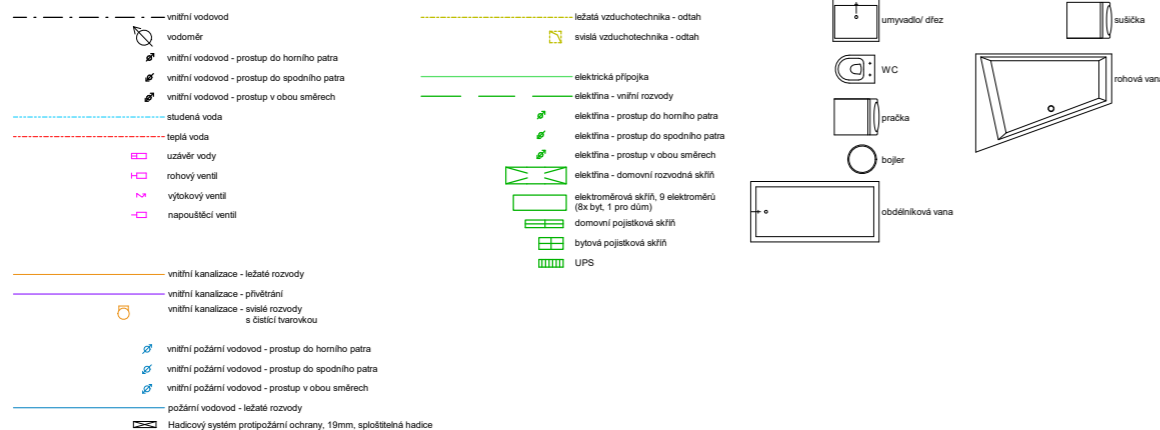 vnitřní vodovod
vodoměr
vnitřní vodovod - prostup do horního patra
vnitřní vodovod - prostup do spodního patra
vnitřní vodovod - prostup v obou směrech
studená voda
teplá voda
uzávěr vody
rohový ventil
výtokový ventil
napouštěcí ventil
vnitřní kanalizace - ležaté rozvody
vnitřní kanalizace - přivětrání
vnitřní kanalizace - svislé rozvody
s čistící tvarovkou
vnitřní požární vodovod - prostup do horního patra
vnitřní požární vodovod - prostup do spodního patra
vnitřní požární vodovod - prostup v obou směrech
požární vodovod - ležaté rozvody
Hadicový systém protipožární ochrany, 19mm, sploštitelná hadice
ležatá vzduchotechnika - odtah
svislá vzduchotechnika - odtah
elektrická přípojka
elektřina - vniřní rozvody
elektřina - prostup do horního patra
elektřina - prostup do spodního patra
elektřina - prostup v obou směrech
elektřina - domovní rozvodná skříň
elektroměrová skříň, 9 elektroměrů
(8x byt, 1 pro dům)
domovní pojistková skříň
bytová pojistková skříň
UPS
umyvadlo/ dřez
WC
pračka
bojler
obdélníková vana
sušička
rohová vana